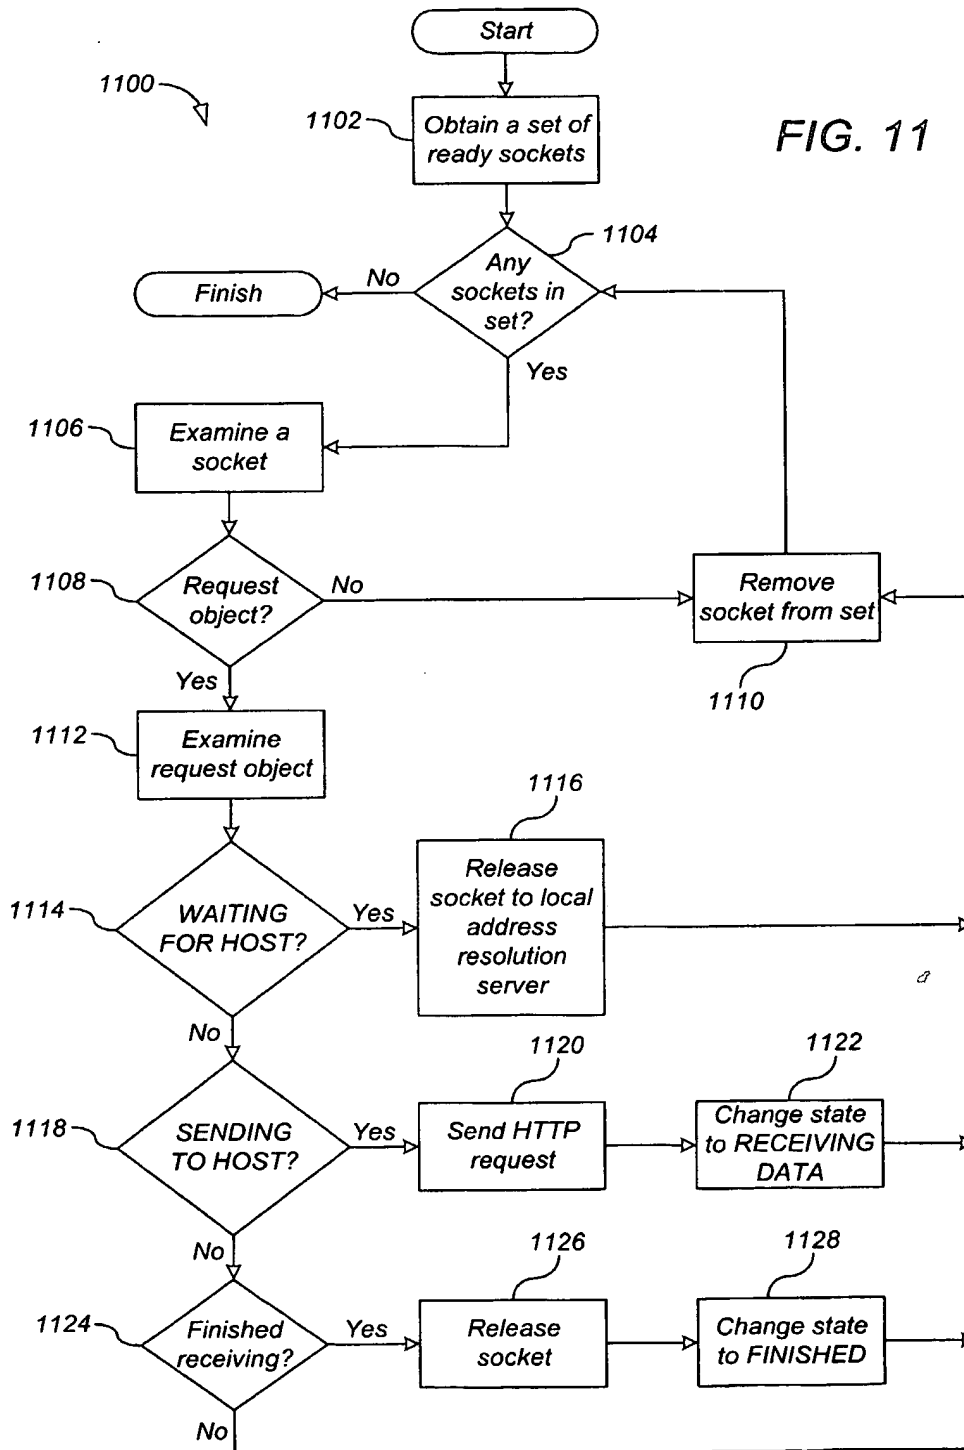 Start
1100
1102
Obtain a set of
ready sockets
FIG. 11
1104
Any
sockets in
set?
No
Finish
Yes
1106
Examine a
socket
1108
Request
object?
No
Remove
socket from set
1110
Yes
1112
Examine
request object
1116
Release
socket to local
address
resolution
server
1114
WAITING
FOR HOST?
Yes
No
1120
1122
1118
SENDING
TO HOST?
Yes
Send HTTP
request
Change state
to RECEIVING
DATA
No
1126
1128
1124
Finished
receiving?
Yes
Release
socket
Change state
to FINISHED
No